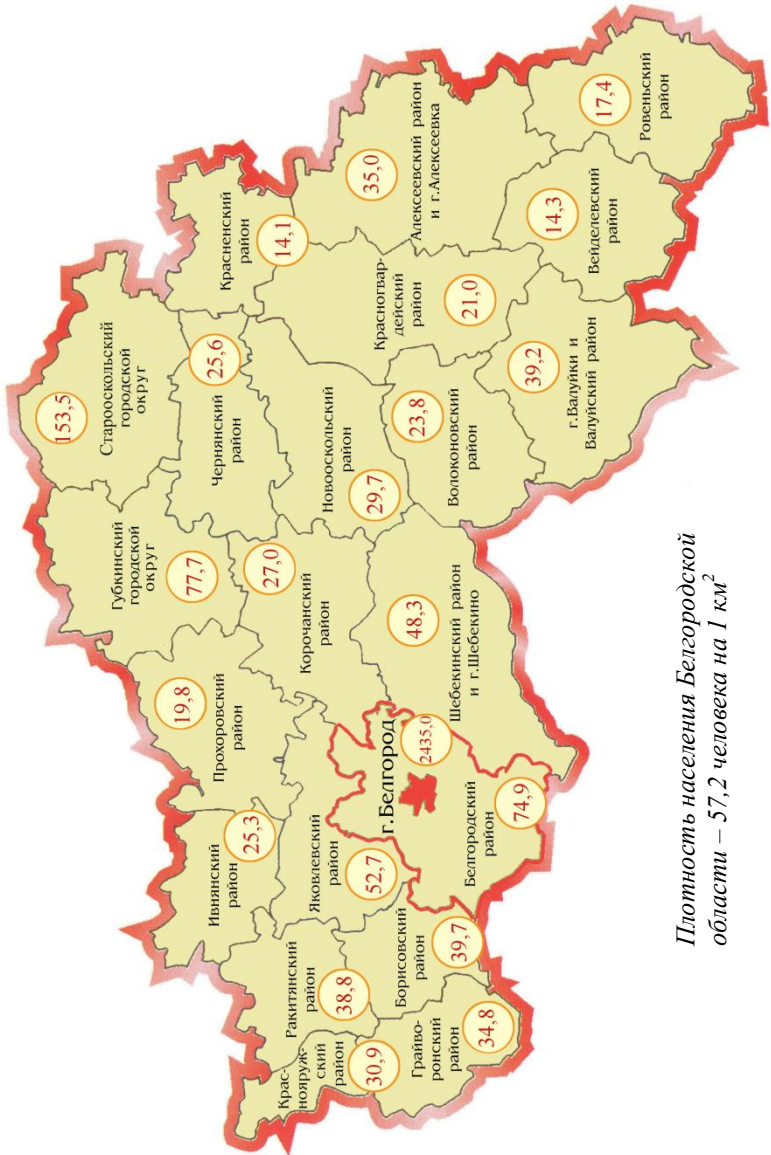 Крас-
нояруж-
ский
район
30,9
Грайво-
ронский
район
34,8
Ракитянский
район
38,8
Борисовский
район
39,7
Ивнянский
район
25,3
Яковлевский
район
52,7
г.Белгород
2435,0
Белгородский
район
74,9
Прохоровский
район
19,8
Корочанский
район
27,0
Шебекинский район
и г.Шебекино
48,3
Губкинский
городской
округ
77,7
Старооскольский
городской
округ
153,5
Чернянский
район
25,6
Новооскольский
район
29,7
Волоконовский
район
23,8
г.Валуйки и
Валуйский район
39,2
Красненский
район
14,1
Красногвар-
дейский
район
21,0
Алексеевский район
и г.Алексеевка
35,0
Вейделевский
район
14,3
Ровеньский
район
17,4
Плотность населения Белгородской
области – 57,2 человека на 1 км²